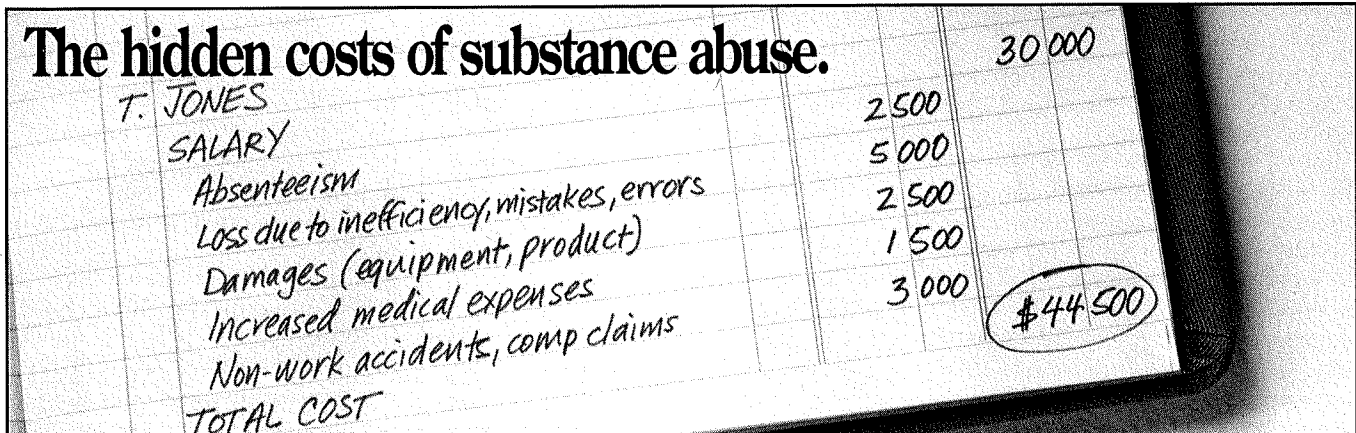 The hidden costs of substance abuse.
T. JONES
SALARY 30 000
Absenteeism 2 500
Loss due to inefficiency, mistakes, errors 5 000
Damages (equipment, product) 2 500
Increased medical expenses 1 500
Non-work accidents, comp claims 3 000
TOTAL COST $44 500